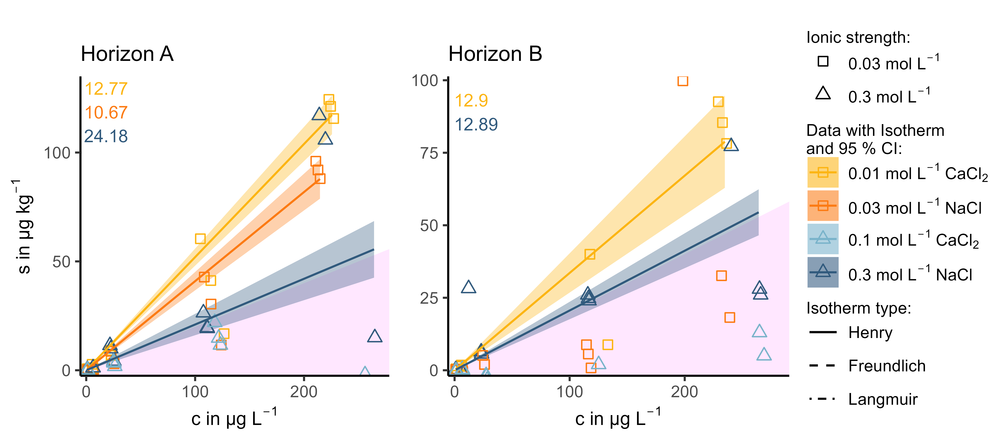 Horizon A
12.77
10.67
24.18
100
50
0
0 100 200
s in µg kg⁻¹
c in µg L⁻¹
Horizon B
12.9
12.89
100
75
50
25
0
0 100 200
c in µg L⁻¹
Ionic strength:
0.03 mol L⁻¹
0.3 mol L⁻¹
Data with Isotherm
and 95 % CI:
0.01 mol L⁻¹ CaCl₂
0.03 mol L⁻¹ NaCl
0.1 mol L⁻¹ CaCl₂
0.3 mol L⁻¹ NaCl
Isotherm type:
Henry
Freundlich
Langmuir